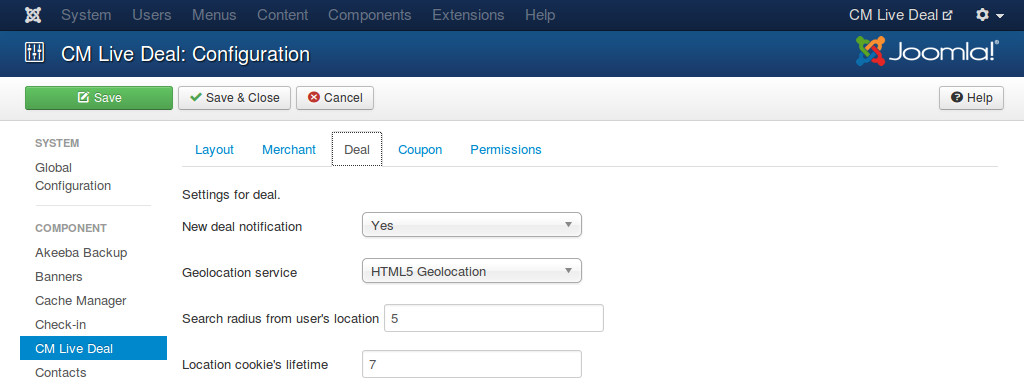 System Users Menus Content Components Extensions Help CM Live Deal
CM Live Deal: Configuration Joomla!®
Save Save & Close Cancel Help
SYSTEM
Global
Configuration
COMPONENT
Akeeba Backup
Banners
Cache Manager
Check-in
CM Live Deal
Contacts
Layout Merchant Deal Coupon Permissions
Settings for deal.
New deal notification Yes
Geolocation service HTML5 Geolocation
Search radius from user's location 5
Location cookie's lifetime 7